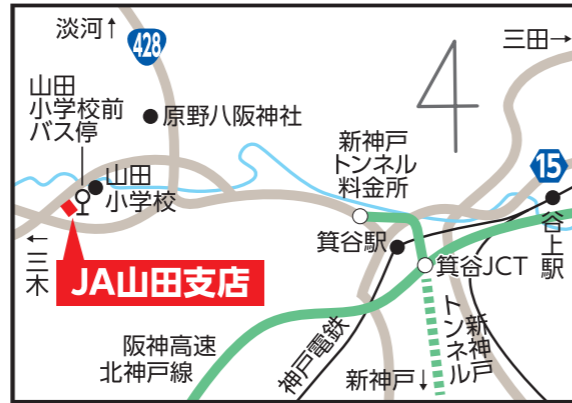 淡河↑
428
三田→
山田
小学校前
バス停
原野八阪神社
新神戸
トンネル
料金所
山田
小学校
15
谷上駅
箕谷駅
箕谷JCT
←三木
JA山田支店
新神戸
トンネル
阪神高速
北神戸線
神戸電鉄
新神戸↓